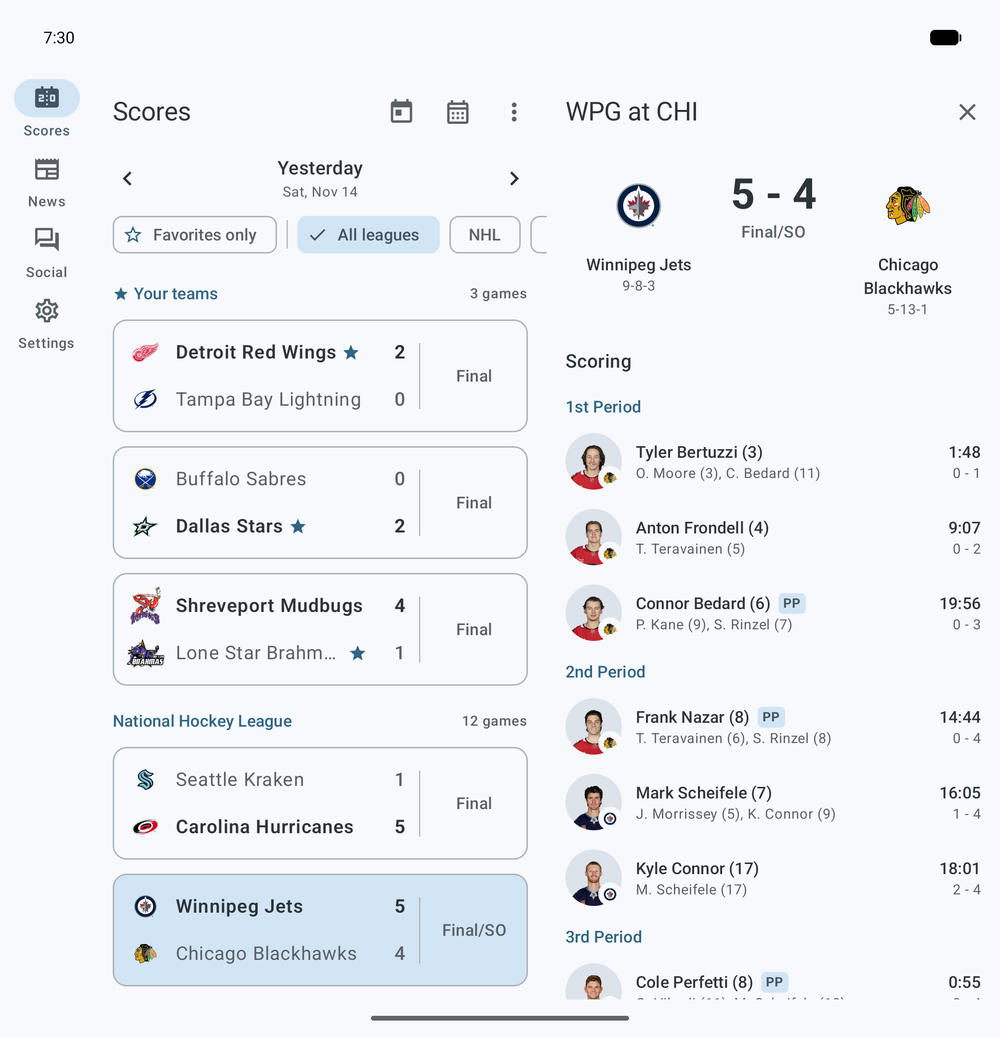 7:30
2:0
Scores
News
Social
Settings
Scores
Yesterday
Sat, Nov 14
Favorites only
All leagues
NHL
Your teams
3 games
Detroit Red Wings 2
Tampa Bay Lightning 0
Final
Buffalo Sabres 0
Dallas Stars 2
Final
Shreveport Mudbugs 4
Lone Star Brahm... 1
Final
National Hockey League
12 games
Seattle Kraken 1
Carolina Hurricanes 5
Final
Winnipeg Jets 5
Chicago Blackhawks 4
Final/SO
WPG at CHI
5 - 4
Final/SO
Winnipeg Jets
9-8-3
Chicago
Blackhawks
5-13-1
Scoring
1st Period
Tyler Bertuzzi (3) 1:48
O. Moore (3), C. Bedard (11) 0 - 1
Anton Frondell (4) 9:07
T. Teravainen (5) 0 - 2
Connor Bedard (6) PP 19:56
P. Kane (9), S. Rinzel (7) 0 - 3
2nd Period
Frank Nazar (8) PP 14:44
T. Teravainen (6), S. Rinzel (8) 0 - 4
Mark Scheifele (7) 16:05
J. Morrissey (5), K. Connor (9) 1 - 4
Kyle Connor (17) 18:01
M. Scheifele (17) 2 - 4
3rd Period
Cole Perfetti (8) PP 0:55